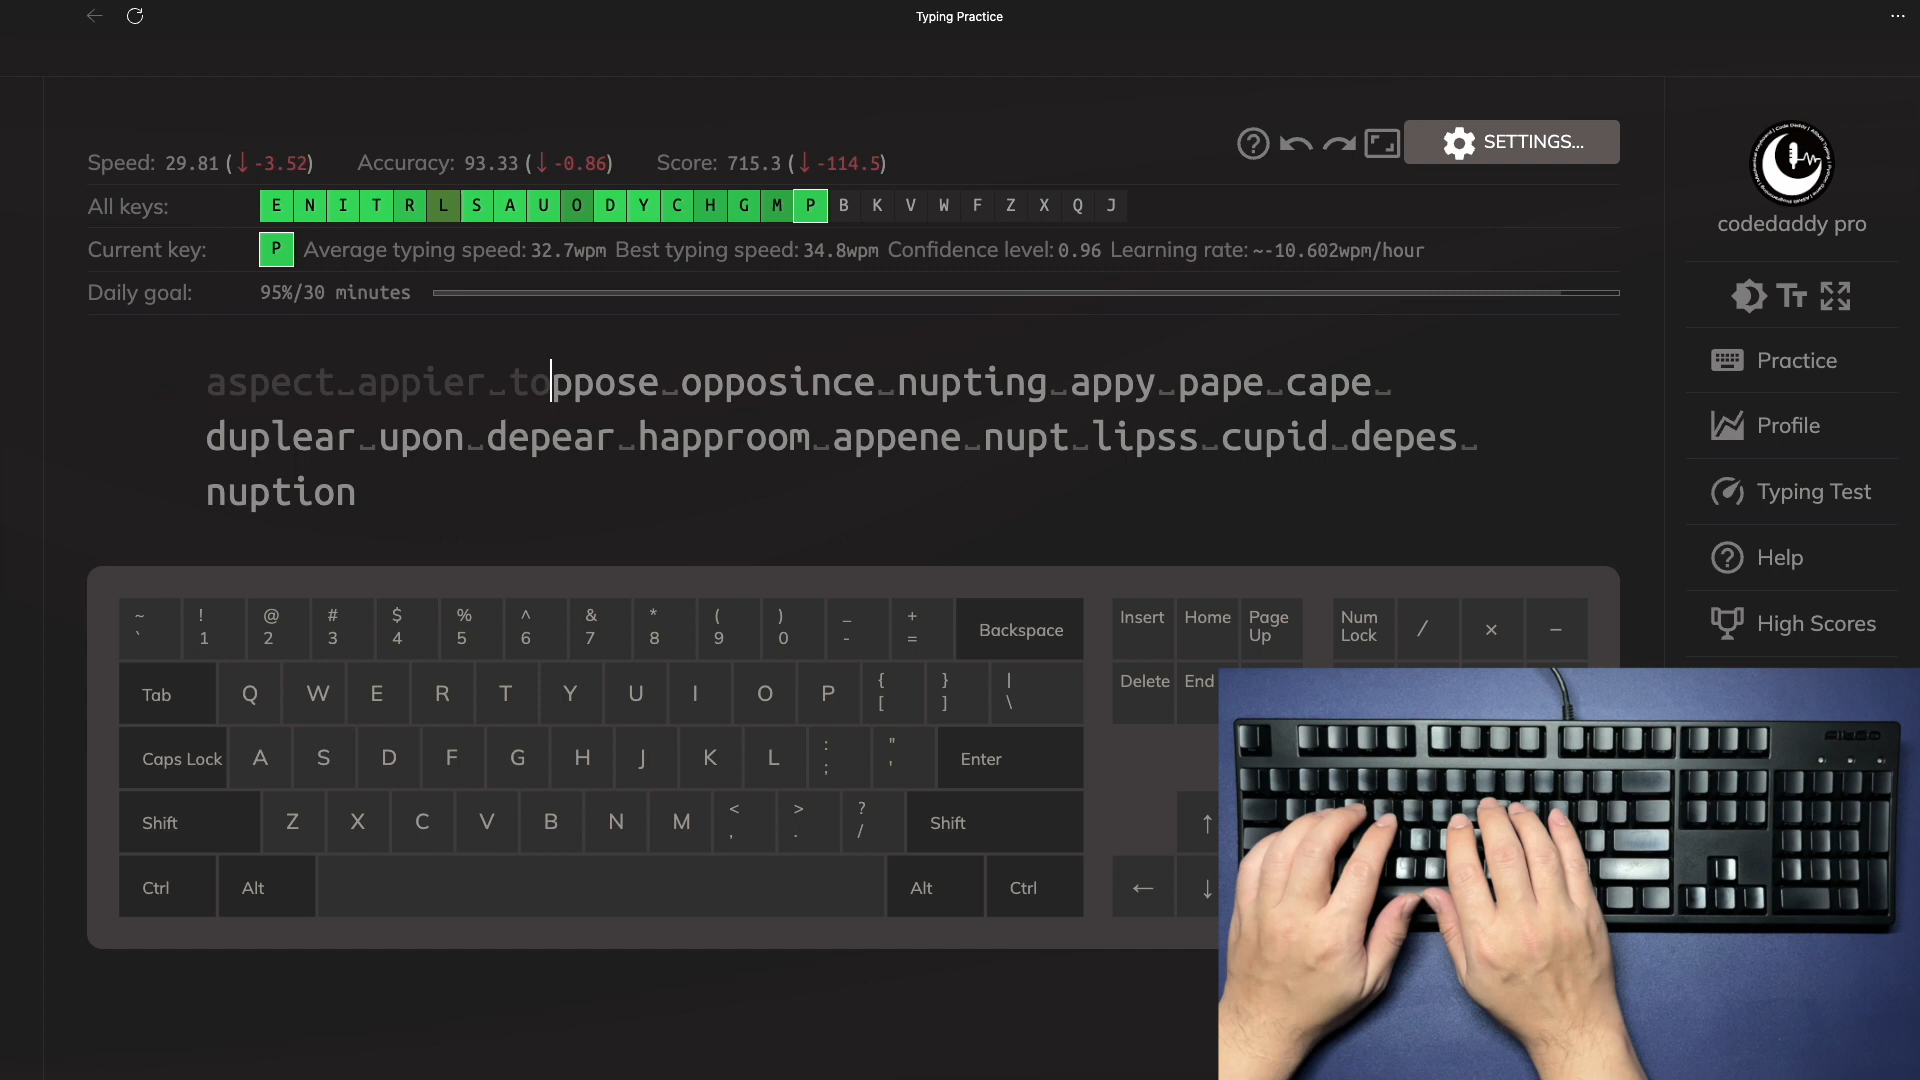 Typing Practice
SETTINGS...
Speed: 29.81 (↓-3.52) Accuracy: 93.33 (↓-0.86) Score: 715.3 (↓-114.5)
All keys: E N I T R L S A U O D Y C H G M P B K V W F Z X Q J
Current key: P Average typing speed: 32.7wpm Best typing speed: 34.8wpm Confidence level: 0.96 Learning rate: ~-10.602wpm/hour
Daily goal: 95%/30 minutes
aspect␣appier␣toppose␣opposince␣nupting␣appy␣pape␣cape␣
duplear␣upon␣depear␣happroom␣appene␣nupt␣lipss␣cupid␣depes␣
nuption
~ ! @ # $ % ^ & * ( ) _ +
` 1 2 3 4 5 6 7 8 9 0 - = Backspace
Tab Q W E R T Y U I O P { [ } ] | \
Caps Lock A S D F G H J K L : ; " ' Enter
Shift Z X C V B N M < , > . ? / Shift
Ctrl Alt Alt Ctrl
Insert Home Page Up
Delete End
↑
← ↓
Num Lock / × −
codedaddy pro
Tт
Practice
Profile
Typing Test
Help
High Scores